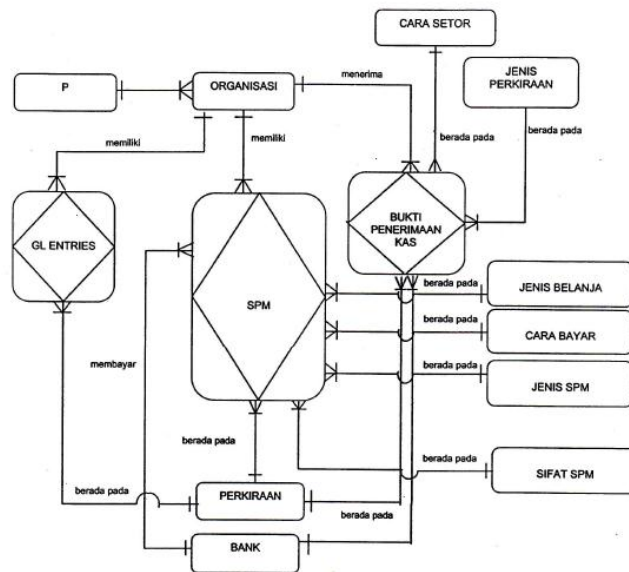 CARA SETOR
P
ORGANISASI
menerima
JENIS
PERKIRAAN
berada pada
berada pada
memiliki
memiliki
GL ENTRIES
BUKTI
PENERIMAAN
KAS
SPM
berada pada
JENIS BELANJA
berada pada
CARA BAYAR
membayar
berada pada
JENIS SPM
berada pada
berada pada
SIFAT SPM
berada pada
PERKIRAAN
berada pada
BANK